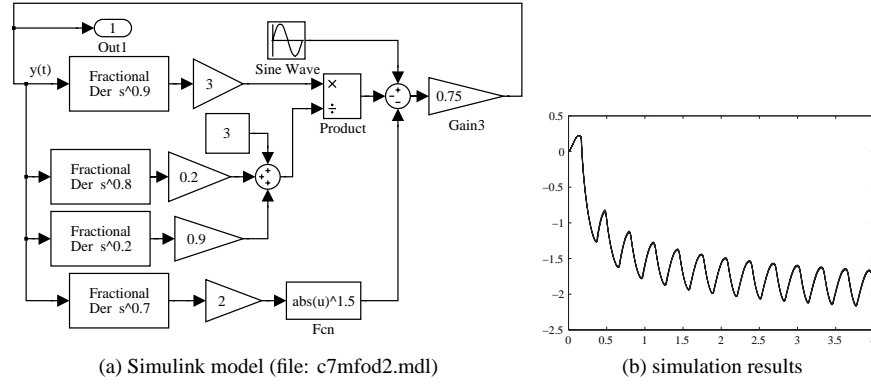 1
Out1
y(t)
Fractional
Der s^0.9
3
Sine Wave
×
÷
Product
+
−
−
0.75
Gain3
3
Fractional
Der s^0.8
0.2
+
+
+
Fractional
Der s^0.2
0.9
Fractional
Der s^0.7
2
abs(u)^1.5
Fcn
(a) Simulink model (file: c7mfod2.mdl)
0.5
0
−0.5
−1
−1.5
−2
−2.5
0 0.5 1 1.5 2 2.5 3 3.5 4
(b) simulation results